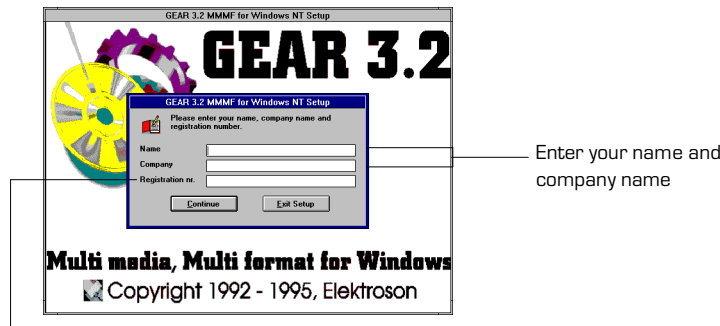 GEAR 3.2 MMMF for Windows NT Setup
GEAR 3.2
GEAR 3.2 MMMF for Windows NT Setup
Please enter your name, company name and
registration number.
Name
Company
Registration nr.
Continue
Exit Setup
Enter your name and
company name
Multi media, Multi format for Windows
Copyright 1992 - 1995, Elektroson